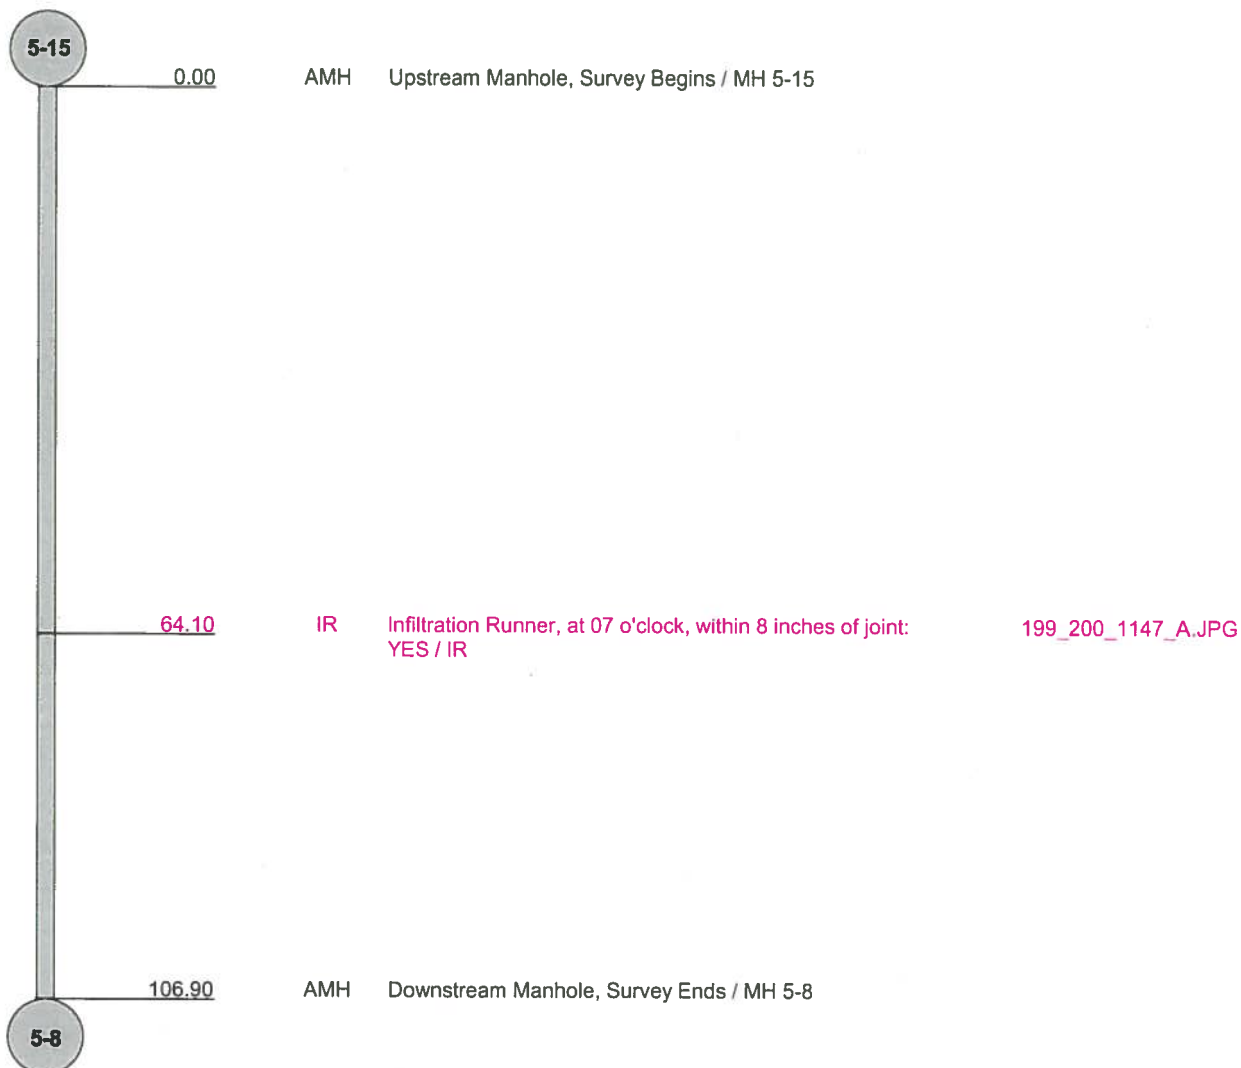 5-15
0.00 AMH Upstream Manhole, Survey Begins / MH 5-15
64.10 IR Infiltration Runner, at 07 o'clock, within 8 inches of joint: 199_200_1147_A.JPG
YES / IR
106.90 AMH Downstream Manhole, Survey Ends / MH 5-8
5-8